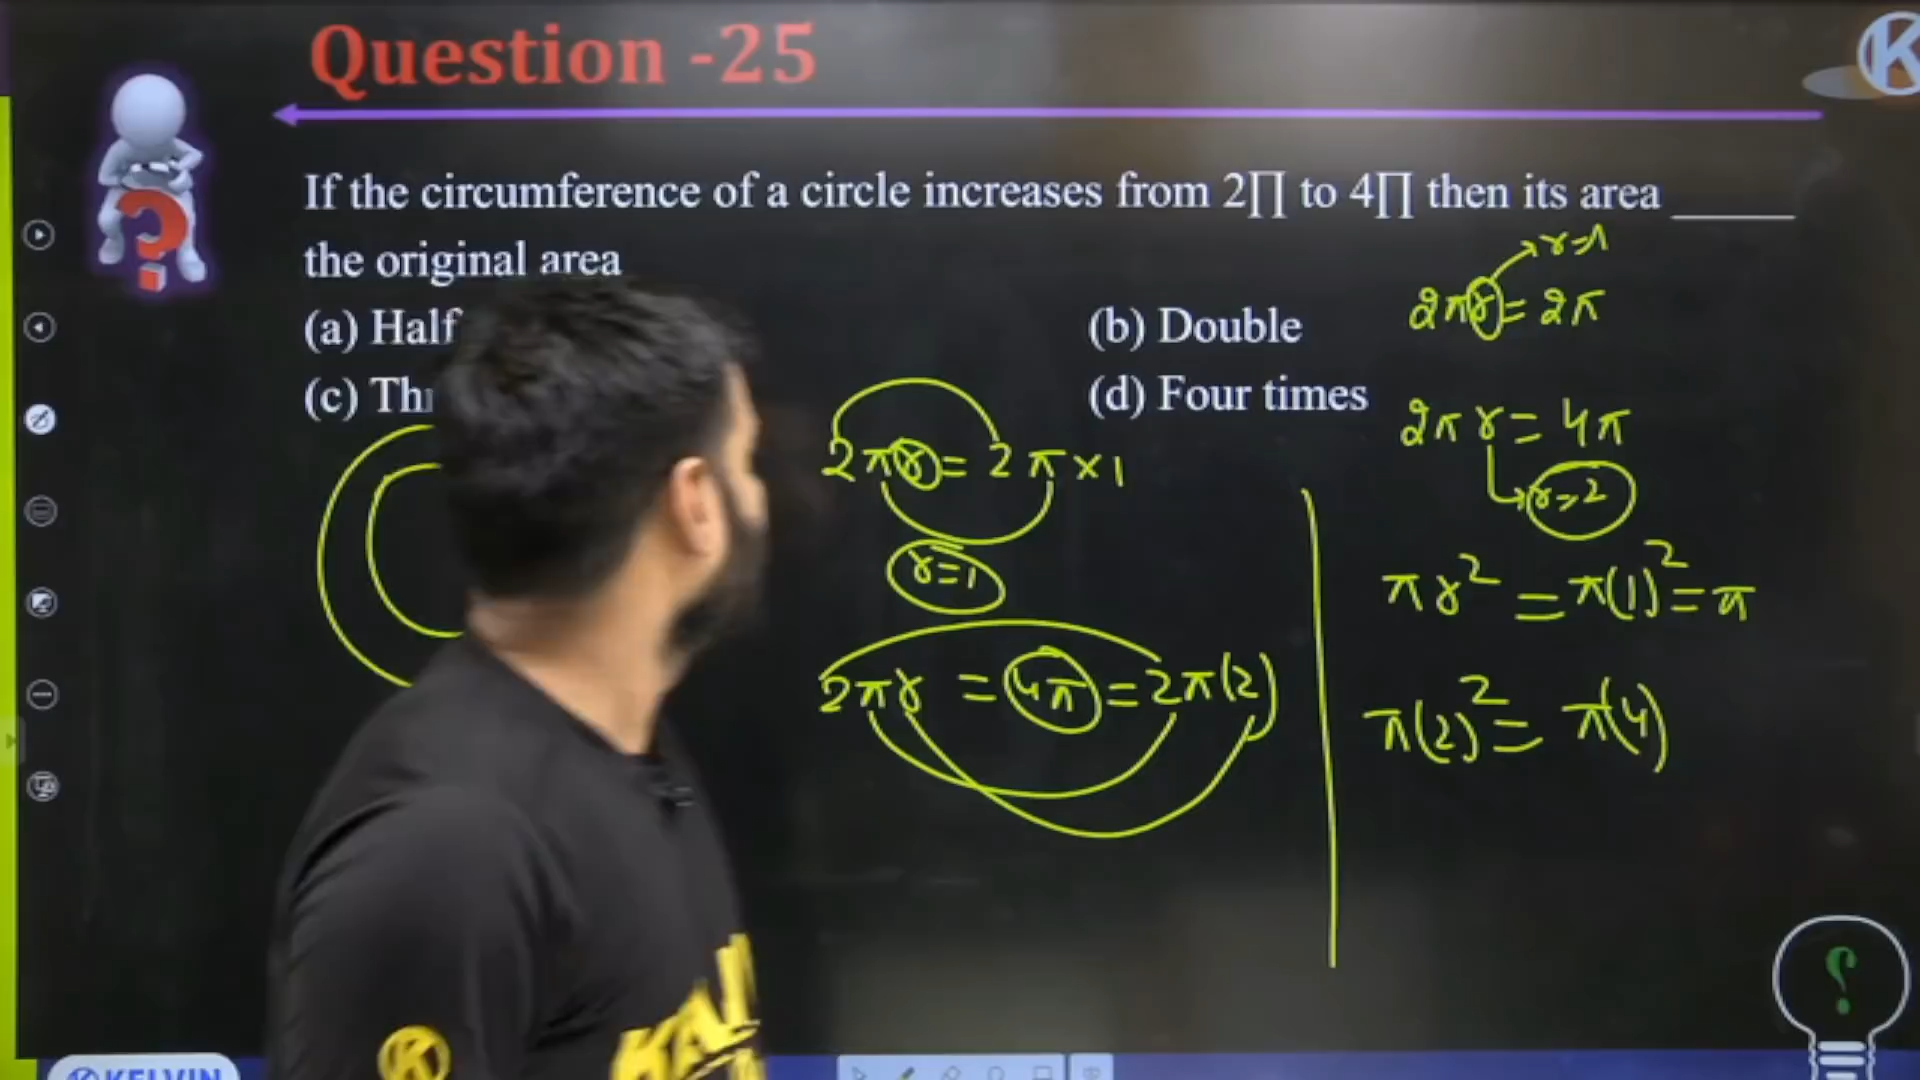 Question -25
If the circumference of a circle increases from 2∏ to 4∏ then its area ______
the original area
(a) Half
(b) Double
(c)
(d) Four times
r=1
2πr = 2π
2πr = 4π
r=2
2πr = 2π×1
r=1
2πr = 4π = 2π(2)
πr² = π(1)² = π
π(2)² = π(4)
K
?
K
KELVIN